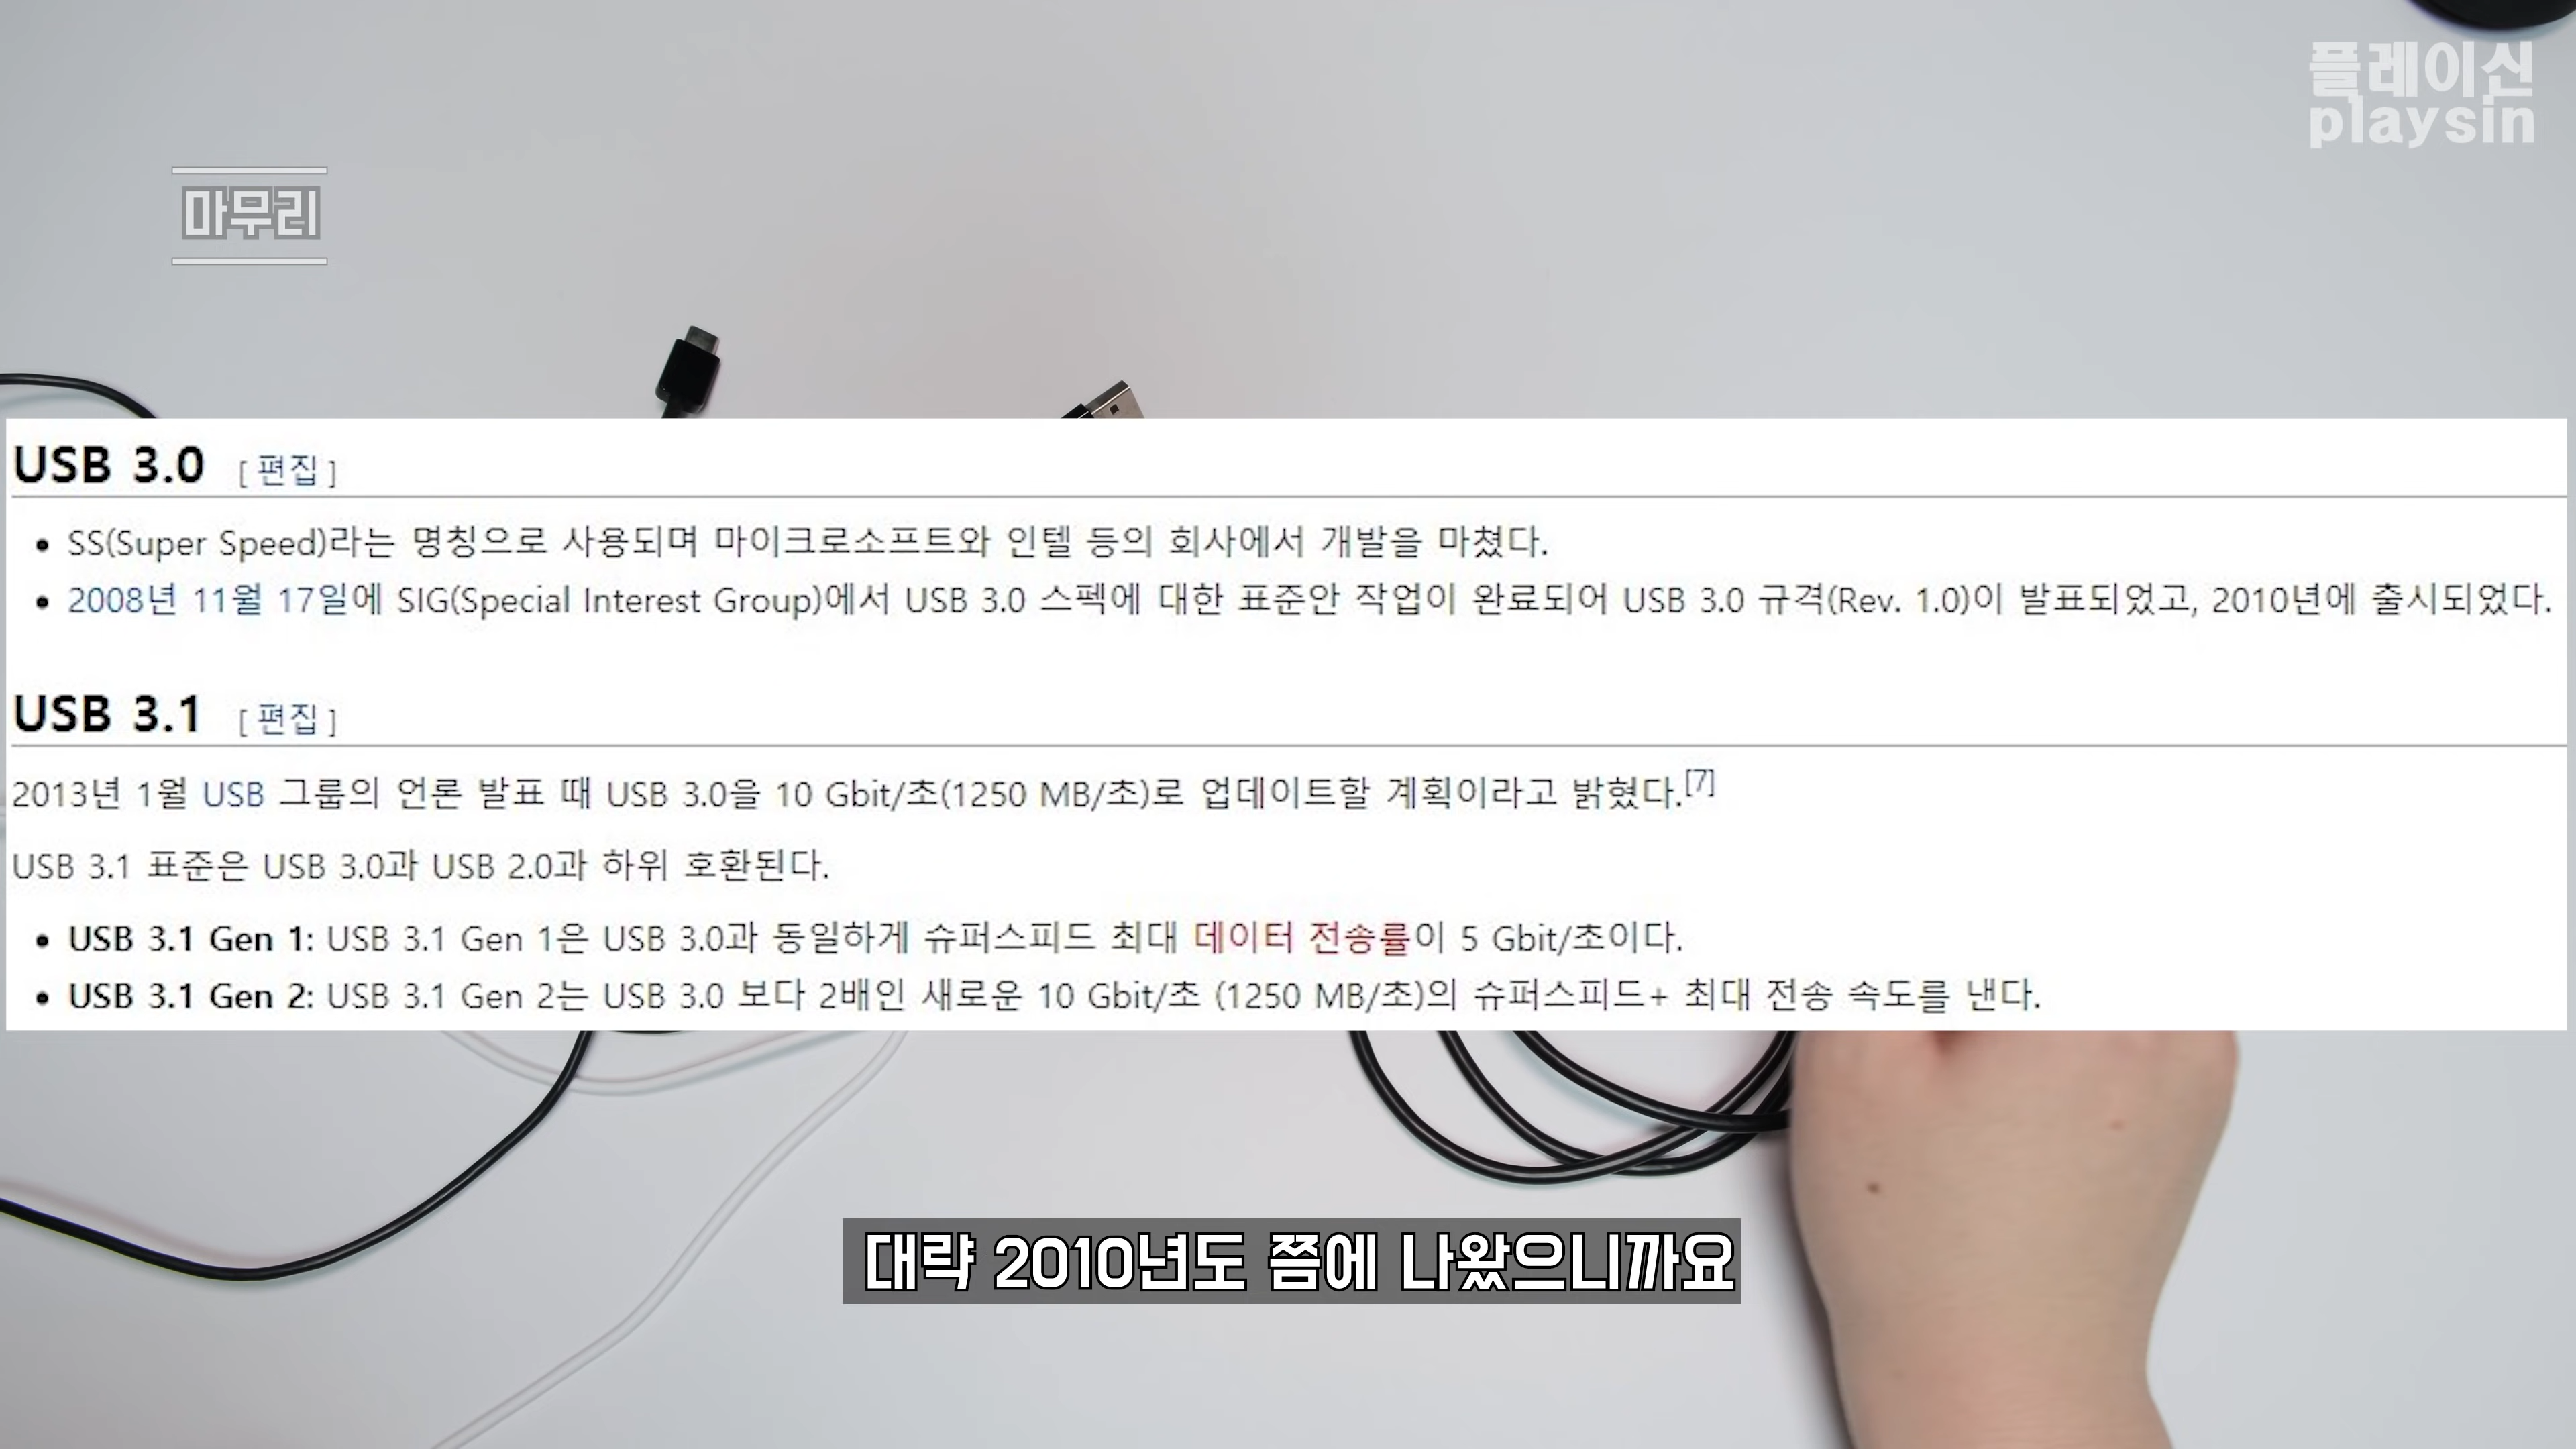 플레이신
playsin
마무리
USB 3.0 [ 편집 ]
• SS(Super Speed)라는 명칭으로 사용되며 마이크로소프트와 인텔 등의 회사에서 개발을 마쳤다.
• 2008년 11월 17일에 SIG(Special Interest Group)에서 USB 3.0 스펙에 대한 표준안 작업이 완료되어 USB 3.0 규격(Rev. 1.0)이 발표되었고, 2010년에 출시되었다.
USB 3.1 [ 편집 ]
2013년 1월 USB 그룹의 언론 발표 때 USB 3.0을 10 Gbit/초(1250 MB/초)로 업데이트할 계획이라고 밝혔다.[7]
USB 3.1 표준은 USB 3.0과 USB 2.0과 하위 호환된다.
• USB 3.1 Gen 1: USB 3.1 Gen 1은 USB 3.0과 동일하게 슈퍼스피드 최대 데이터 전송률이 5 Gbit/초이다.
• USB 3.1 Gen 2: USB 3.1 Gen 2는 USB 3.0 보다 2배인 새로운 10 Gbit/초 (1250 MB/초)의 슈퍼스피드+ 최대 전송 속도를 낸다.
대략 2010년도 쯤에 나왔으니까요